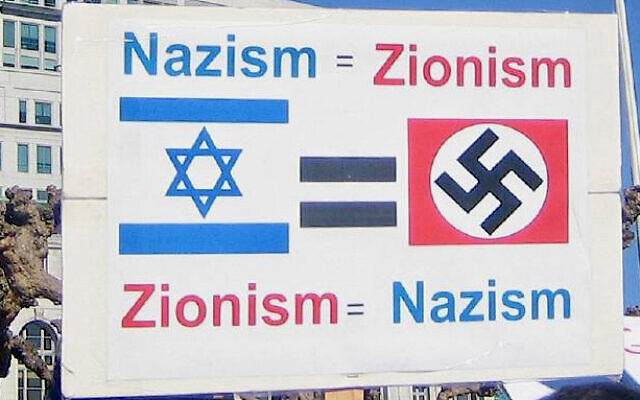 Nazism = Zionism
=
Zionism = Nazism